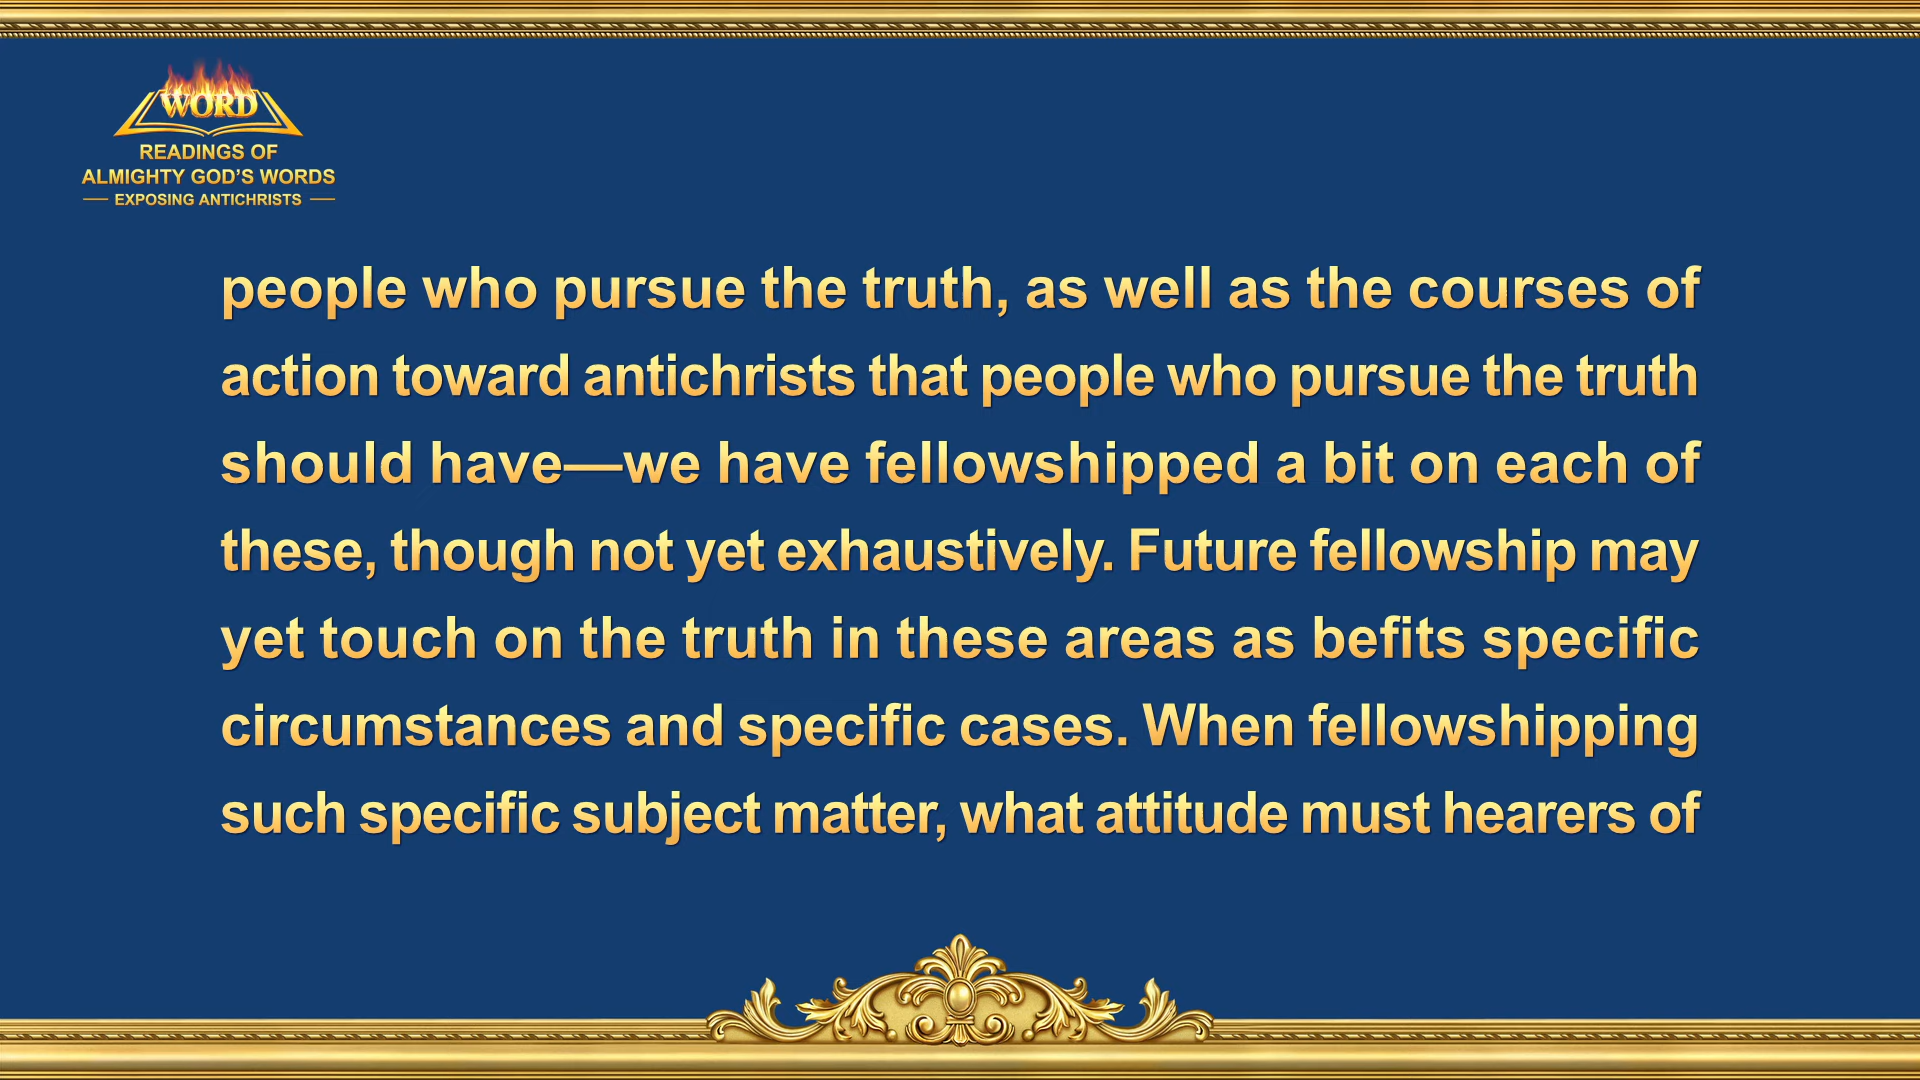 WORD
READINGS OF
ALMIGHTY GOD'S WORDS
EXPOSING ANTICHRISTS
people who pursue the truth, as well as the courses of
action toward antichrists that people who pursue the truth
should have—we have fellowshipped a bit on each of
these, though not yet exhaustively. Future fellowship may
yet touch on the truth in these areas as befits specific
circumstances and specific cases. When fellowshipping
such specific subject matter, what attitude must hearers of